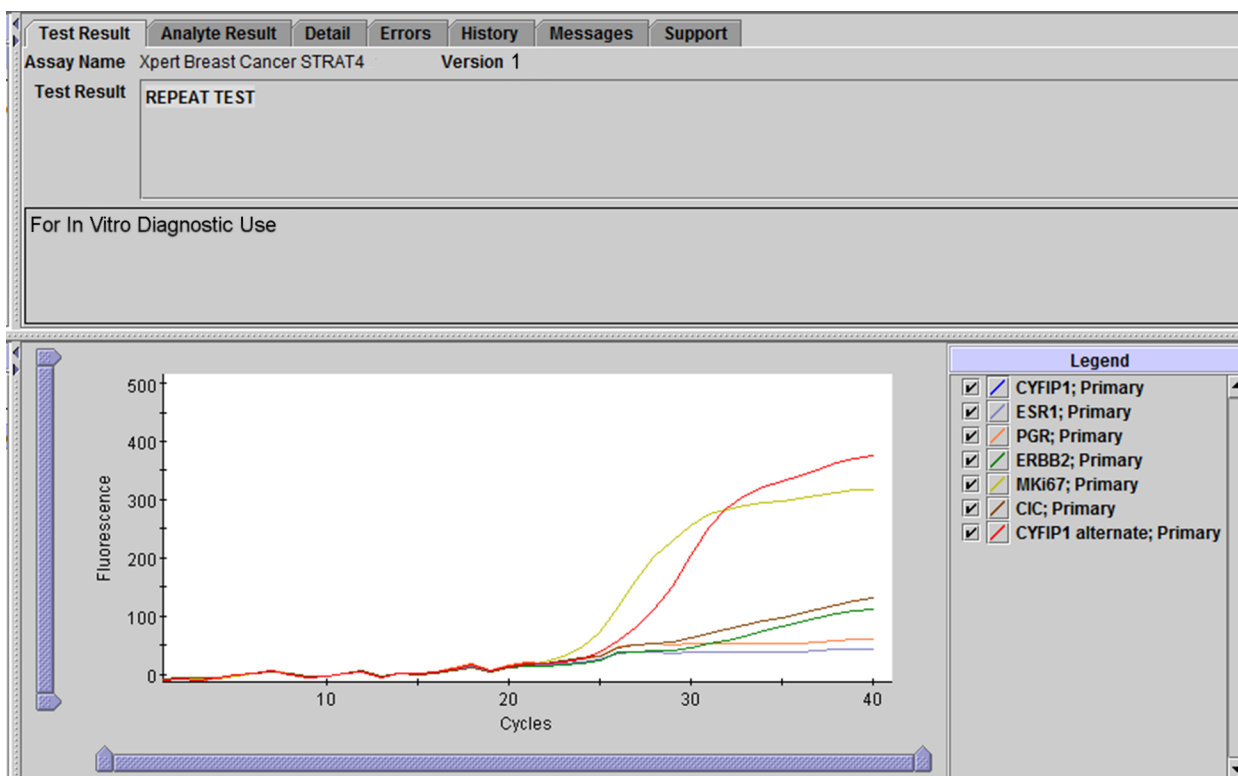 Test Result Analyte Result Detail Errors History Messages Support
Assay Name Xpert Breast Cancer STRAT4 Version 1
Test Result REPEAT TEST
For In Vitro Diagnostic Use
Legend
CYFIP1; Primary
ESR1; Primary
PGR; Primary
ERBB2; Primary
MKi67; Primary
CIC; Primary
CYFIP1 alternate; Primary
Fluorescence
500
400
300
200
100
0
10 20 30 40
Cycles